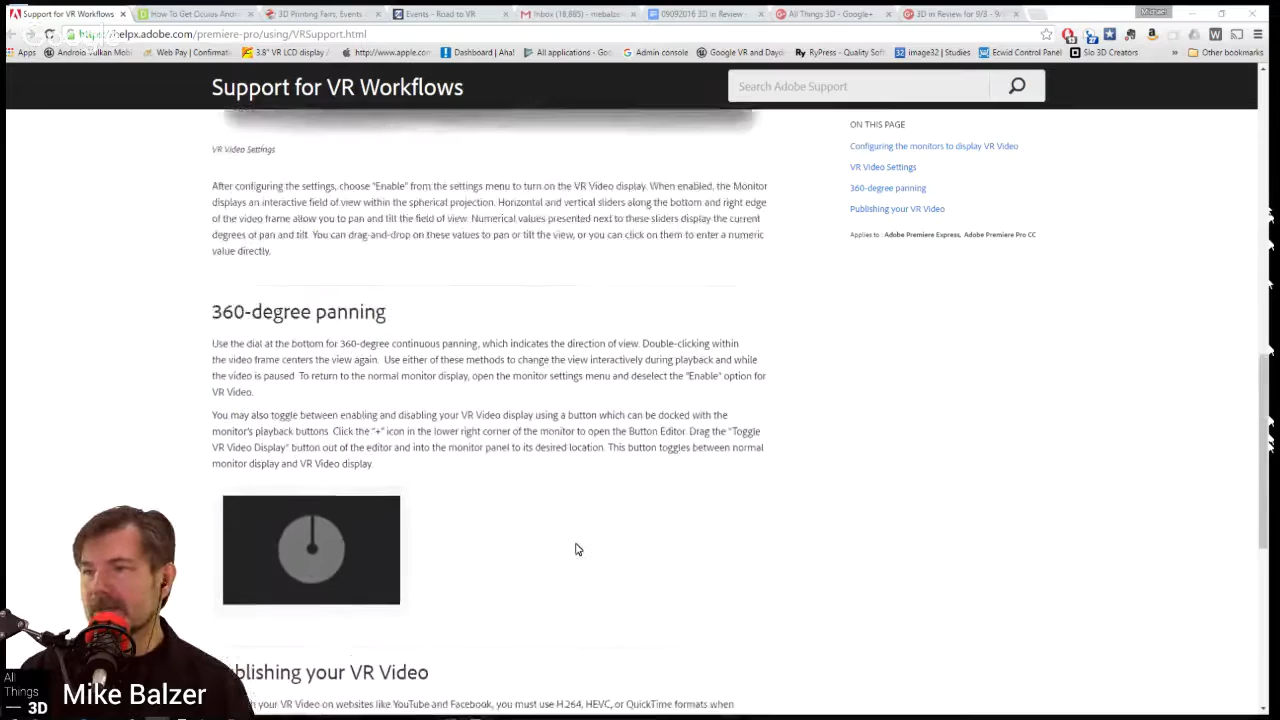 Support for VR Workflows
How To Get Oculus And
3D Printing Fairs, Events
Events – Road to VR
Inbox (18,885) - mebalze
09092016 3D in Review
All Things 3D - Google+
3D in Review for 9/3 - 9/
Michael
https://helpx.adobe.com/premiere-pro/using/VRSupport.html
Apps
Android Vulkan Mobi
Web Pay | Confirmati
3.8" VR LCD display /
http://www.apple.com
Dashboard | Aha!
All applications - Go
Admin console
Google VR and Dayd
RyPress - Quality Soft
image32 | Studies
Ecwid Control Panel
Slo 3D Creators
Other bookmarks
Support for VR Workflows
Search Adobe Support
VR Video Settings
After configuring the settings, choose "Enable" from the settings menu to turn on the VR Video display. When enabled, the Monitor
displays an interactive field of view within the spherical projection. Horizontal and vertical sliders along the bottom and right edge
of the video frame allow you to pan and tilt the field of view. Numerical values presented next to these sliders display the current
degrees of pan and tilt. You can drag-and-drop on these values to pan or tilt the view, or you can click on them to enter a numeric
value directly.
360-degree panning
Use the dial at the bottom for 360-degree continuous panning, which indicates the direction of view. Double-clicking within
the video frame centers the view again. Use either of these methods to change the view interactively during playback and while
the video is paused To return to the normal monitor display, open the monitor settings menu and deselect the "Enable" option for
VR Video.
You may also toggle between enabling and disabling your VR Video display using a button which can be docked with the
monitor's playback buttons. Click the "+" icon in the lower right corner of the monitor to open the Button Editor. Drag the "Toggle
VR Video Display" button out of the editor and into the monitor panel to its desired location. This button toggles between normal
monitor display and VR Video display.
blishing your VR Video
n your VR Video on websites like YouTube and Facebook, you must use H.264, HEVC, or QuickTime formats when
ON THIS PAGE
Configuring the monitors to display VR Video
VR Video Settings
360-degree panning
Publishing your VR Video
Applies to : Adobe Premiere Express, Adobe Premiere Pro CC
All
Things
— 3D
Mike Balzer